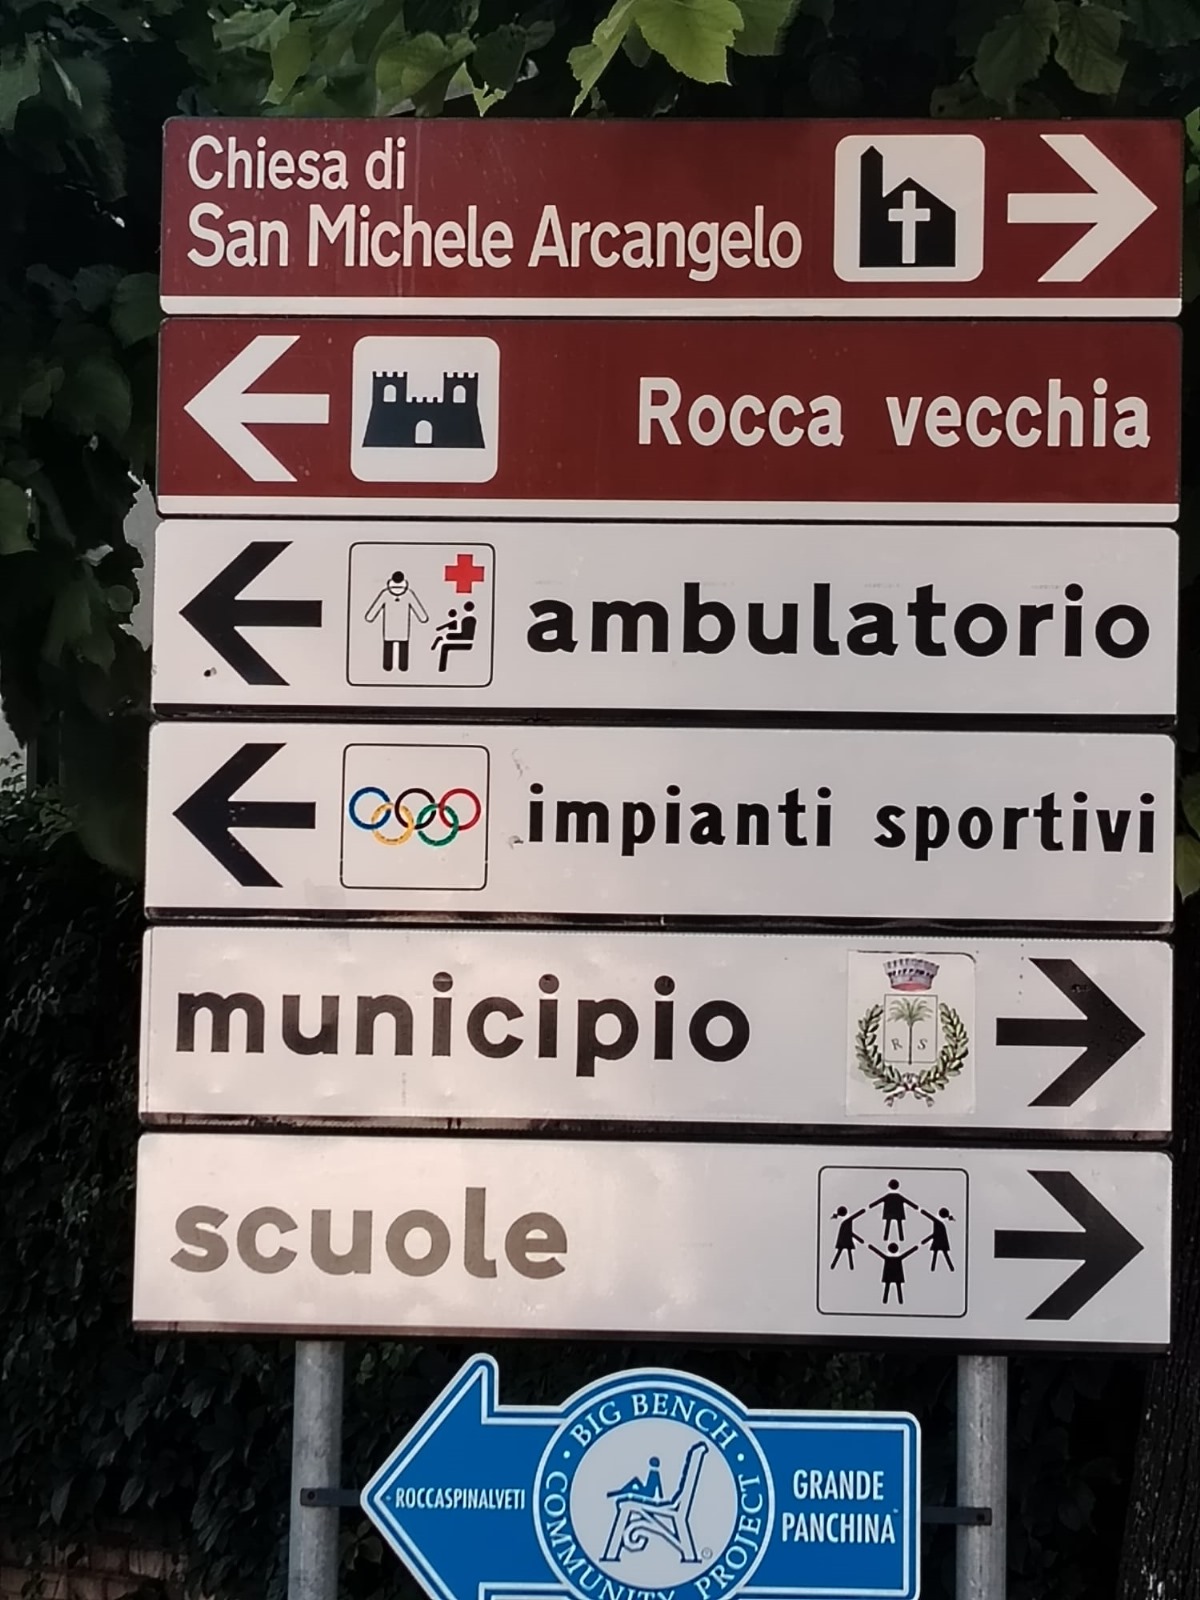 Chiesa di
San Michele Arcangelo
Rocca vecchia
ambulatorio
impianti sportivi
municipio
R S
scuole
ROCCASPINALVETI
BIG BENCH
COMMUNITY PROJECT
GRANDE
PANCHINA